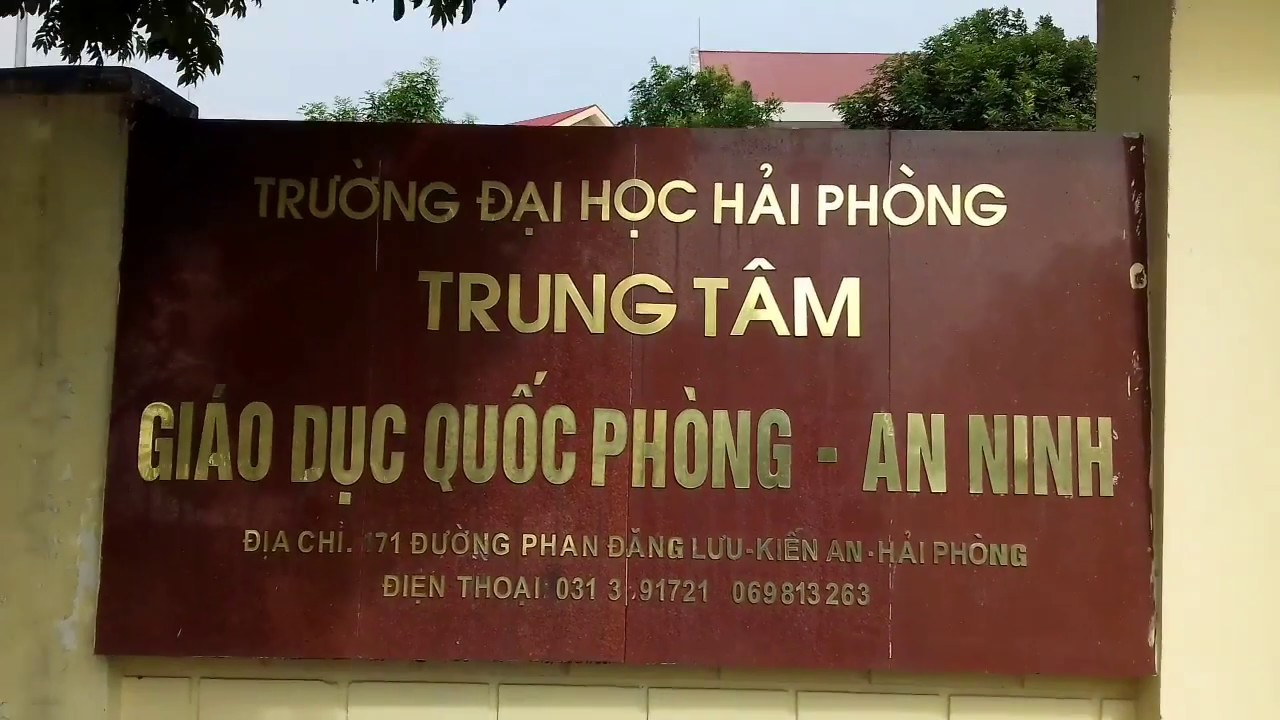 TRƯỜNG ĐẠI HỌC HẢI PHÒNG
TRUNG TÂM
GIÁO DỤC QUỐC PHÒNG - AN NINH
ĐỊA CHỈ. 171 ĐƯỜNG PHAN ĐĂNG LƯU-KIẾN AN-HẢI PHÒNG
ĐIỆN THOẠI: 031 069813263